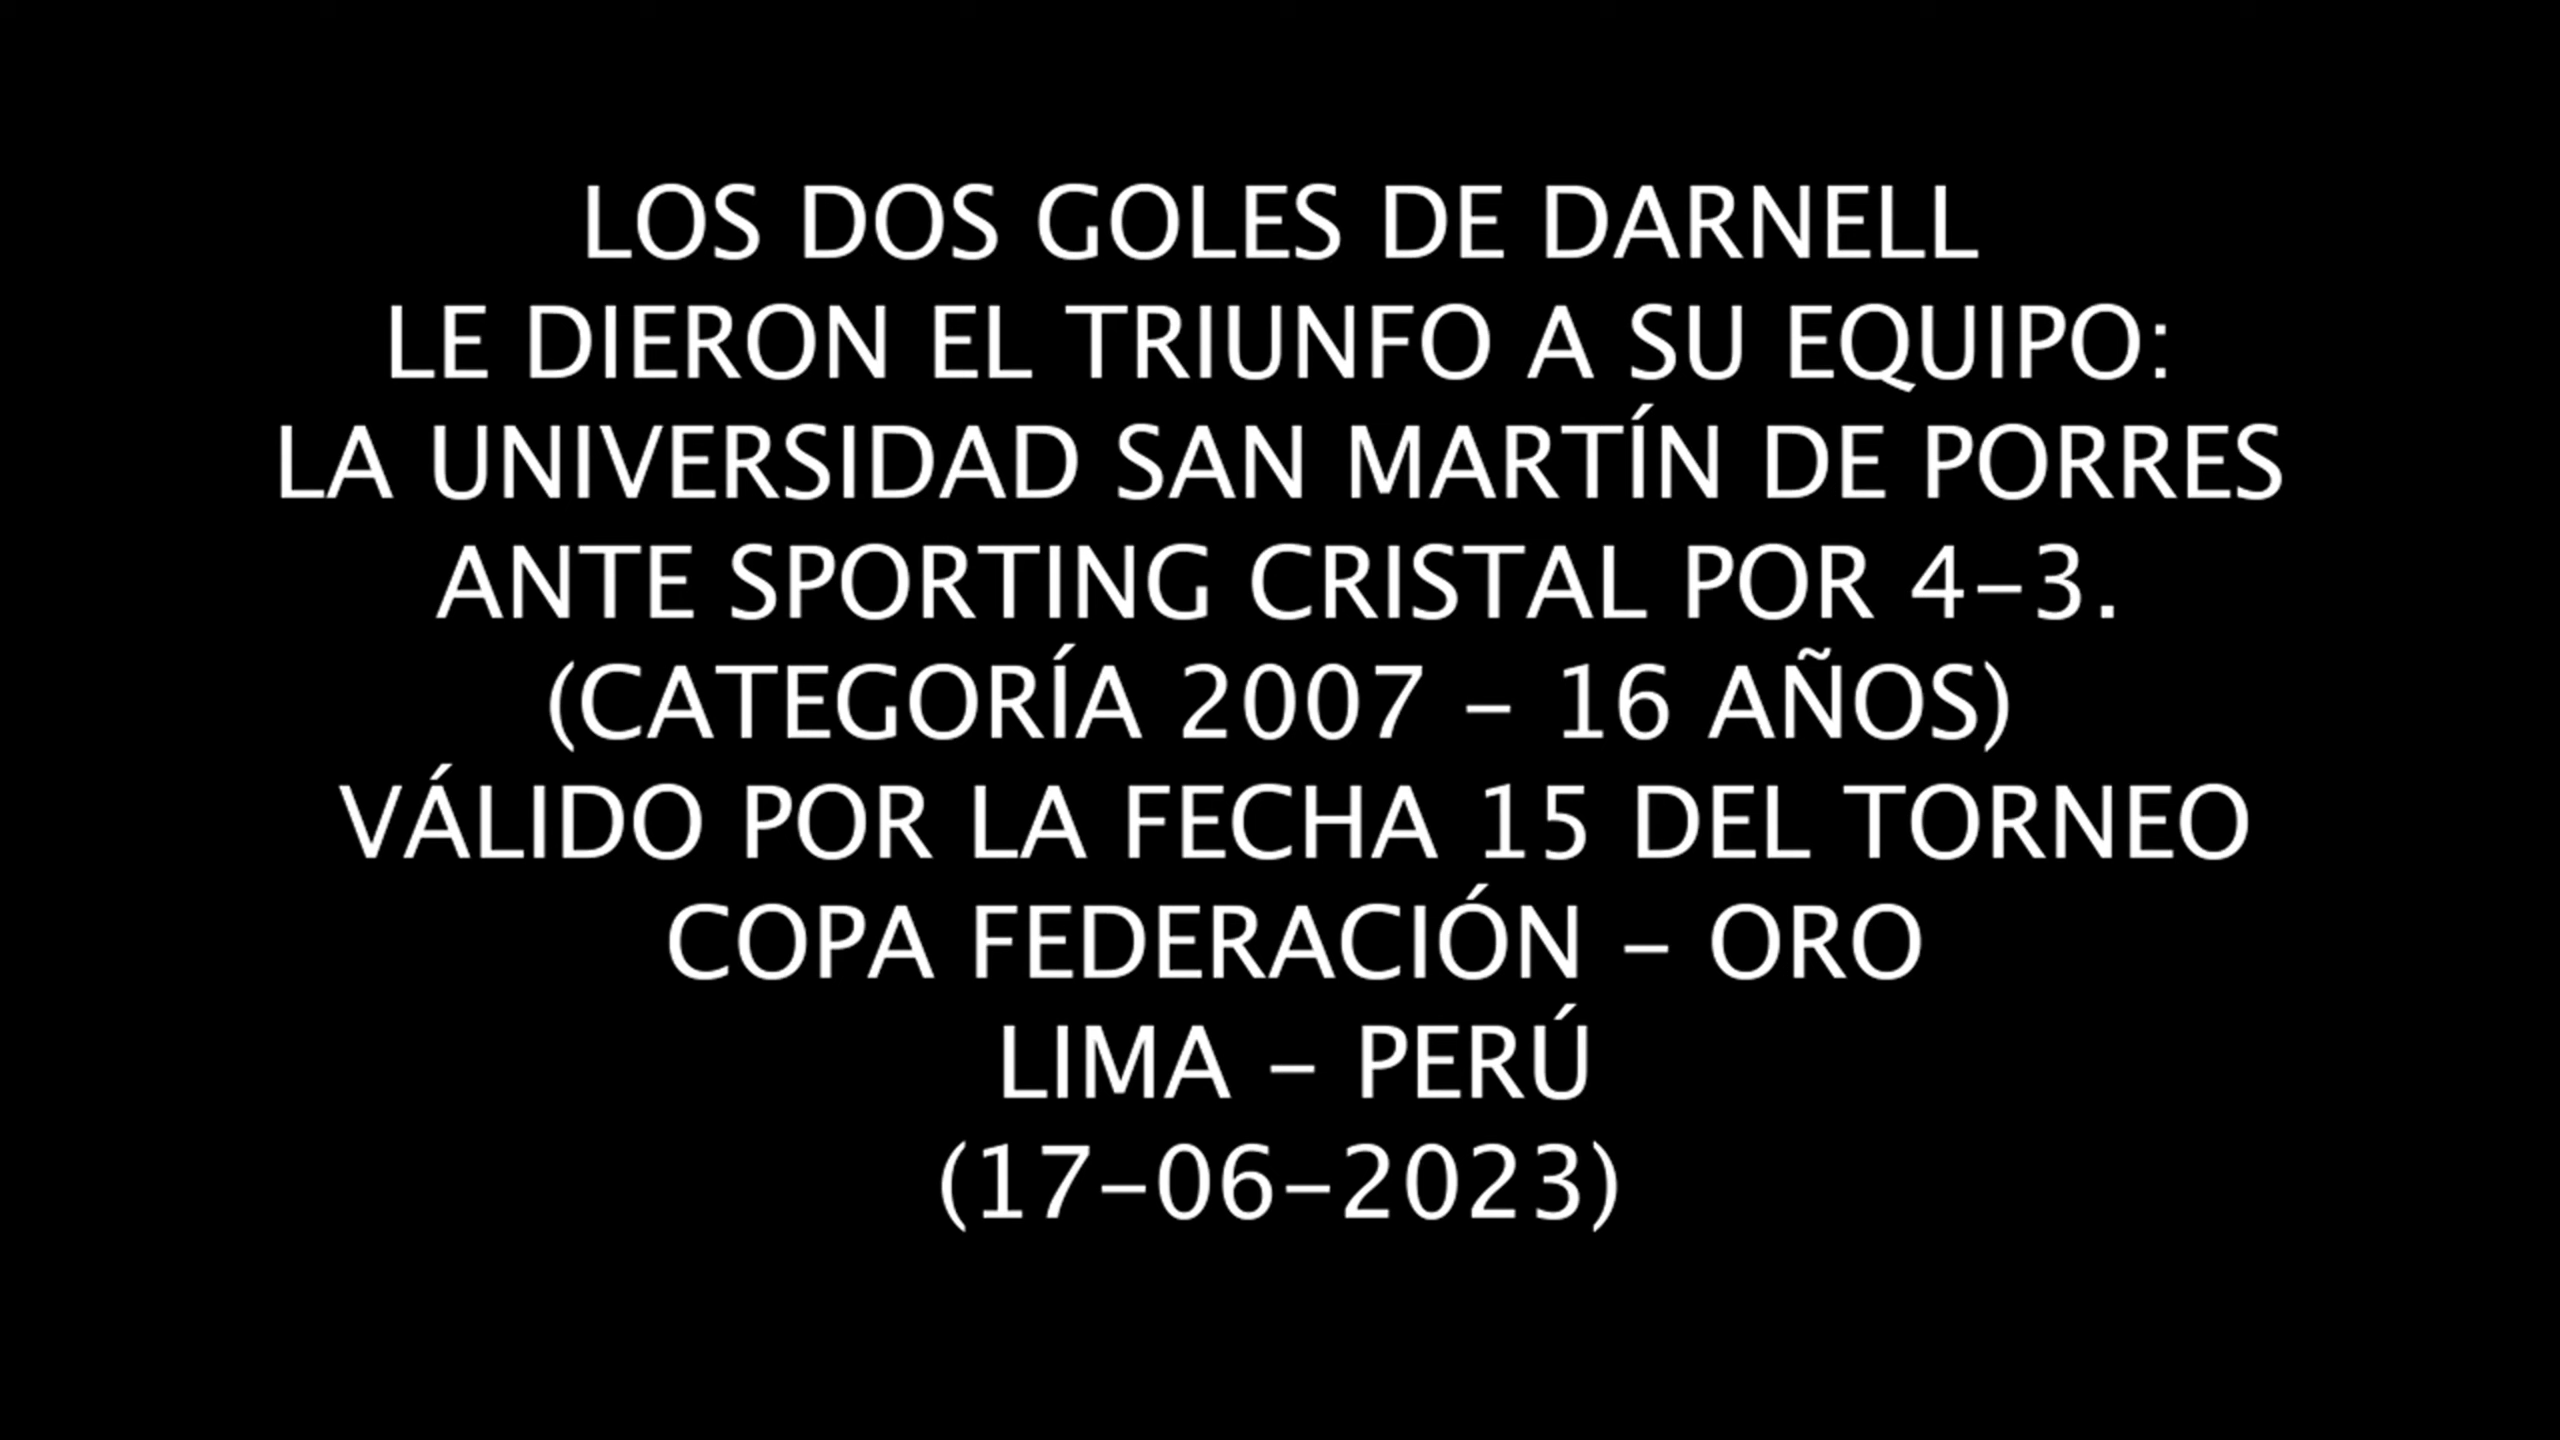 LOS DOS GOLES DE DARNELL
LE DIERON EL TRIUNFO A SU EQUIPO:
LA UNIVERSIDAD SAN MARTÍN DE PORRES
ANTE SPORTING CRISTAL POR 4-3.
(CATEGORÍA 2007 - 16 AÑOS)
VÁLIDO POR LA FECHA 15 DEL TORNEO
COPA FEDERACIÓN - ORO
LIMA - PERÚ
(17-06-2023)